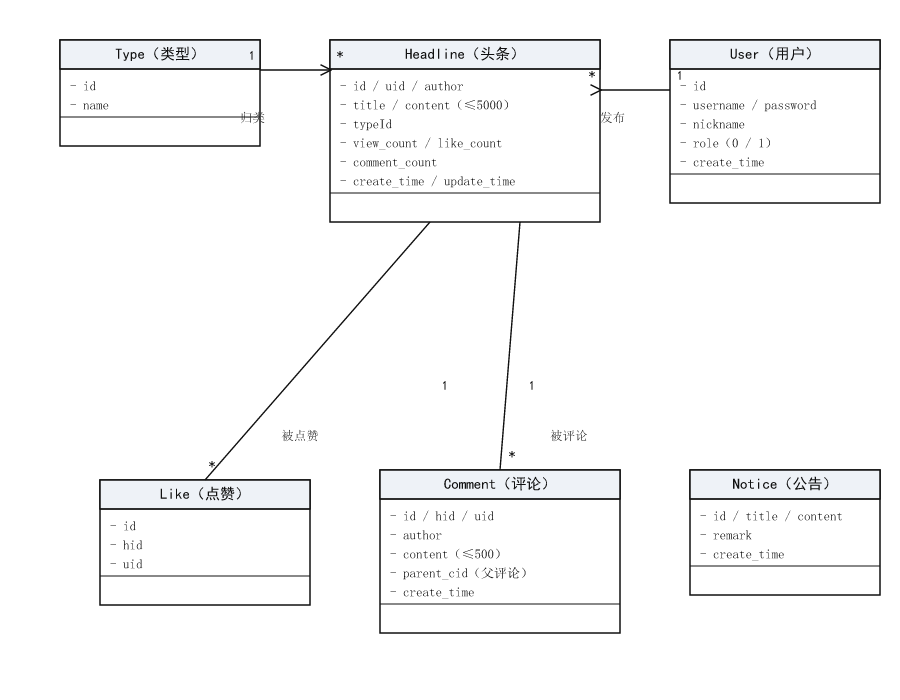 Type（类型）
1
- id
- name
归类
*
Headline（头条）
*
- id / uid / author
- title / content（≤5000）
- typeId
- view_count / like_count
- comment_count
- create_time / update_time
发布
User（用户）
1
- id
- username / password
- nickname
- role（0 / 1）
- create_time
1
1
被点赞
被评论
*
*
Like（点赞）
- id
- hid
- uid
Comment（评论）
- id / hid / uid
- author
- content（≤500）
- parent_cid（父评论）
- create_time
Notice（公告）
- id / title / content
- remark
- create_time